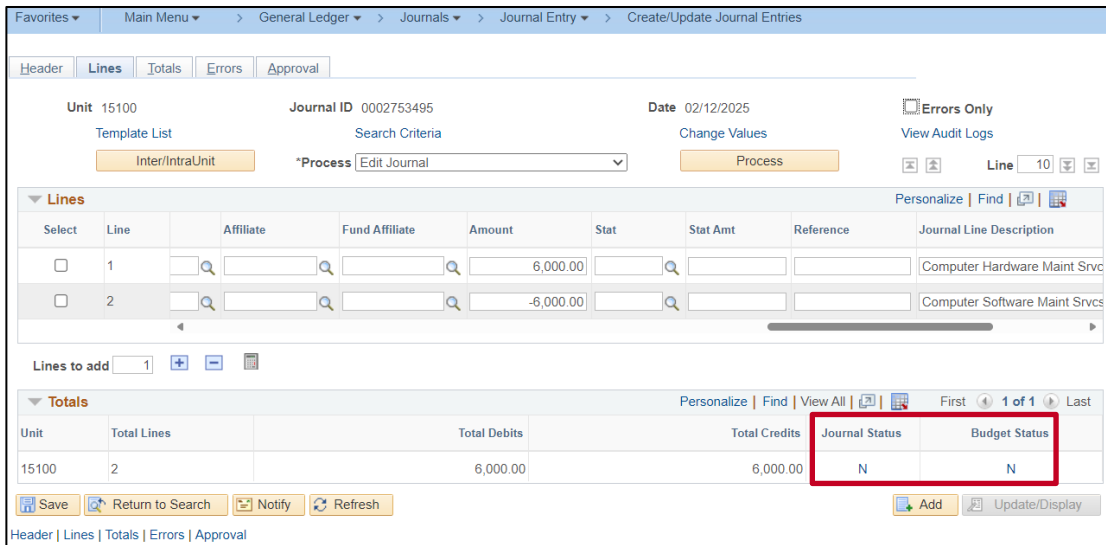 Favorites Main Menu > General Ledger > Journals > Journal Entry > Create/Update Journal Entries
Header Lines Totals Errors Approval
Unit 15100 Journal ID 0002753495 Date 02/12/2025 Errors Only
Template List Search Criteria Change Values View Audit Logs
Inter/IntraUnit *Process Edit Journal Process Line 10
Lines Personalize | Find |
Select Line Affiliate Fund Affiliate Amount Stat Stat Amt Reference Journal Line Description
1 6,000.00 Computer Hardware Maint Srvc
2 -6,000.00 Computer Software Maint Srvcs
Lines to add 1
Totals Personalize | Find | View All | First 1 of 1 Last
Unit Total Lines Total Debits Total Credits Journal Status Budget Status
15100 2 6,000.00 6,000.00 N N
Save Return to Search Notify Refresh Add Update/Display
Header | Lines | Totals | Errors | Approval